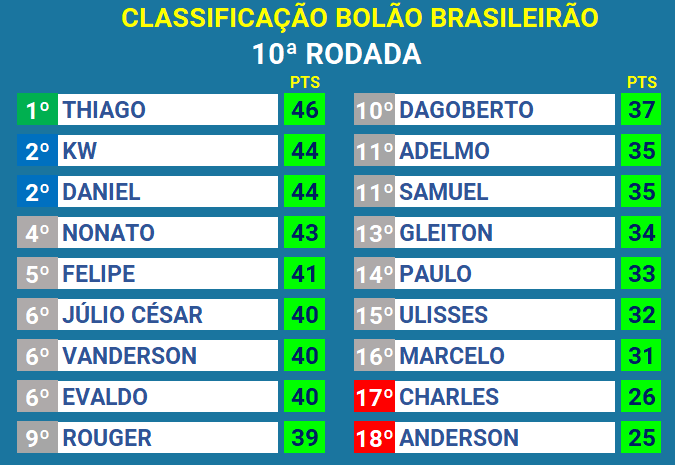 CLASSIFICAÇÃO BOLÃO BRASILEIRÃO
10ª RODADA
PTS
1º THIAGO 46
2º KW 44
2º DANIEL 44
4º NONATO 43
5º FELIPE 41
6º JÚLIO CÉSAR 40
6º VANDERSON 40
6º EVALDO 40
9º ROUGER 39
PTS
10º DAGOBERTO 37
11º ADELMO 35
11º SAMUEL 35
13º GLEITON 34
14º PAULO 33
15º ULISSES 32
16º MARCELO 31
17º CHARLES 26
18º ANDERSON 25